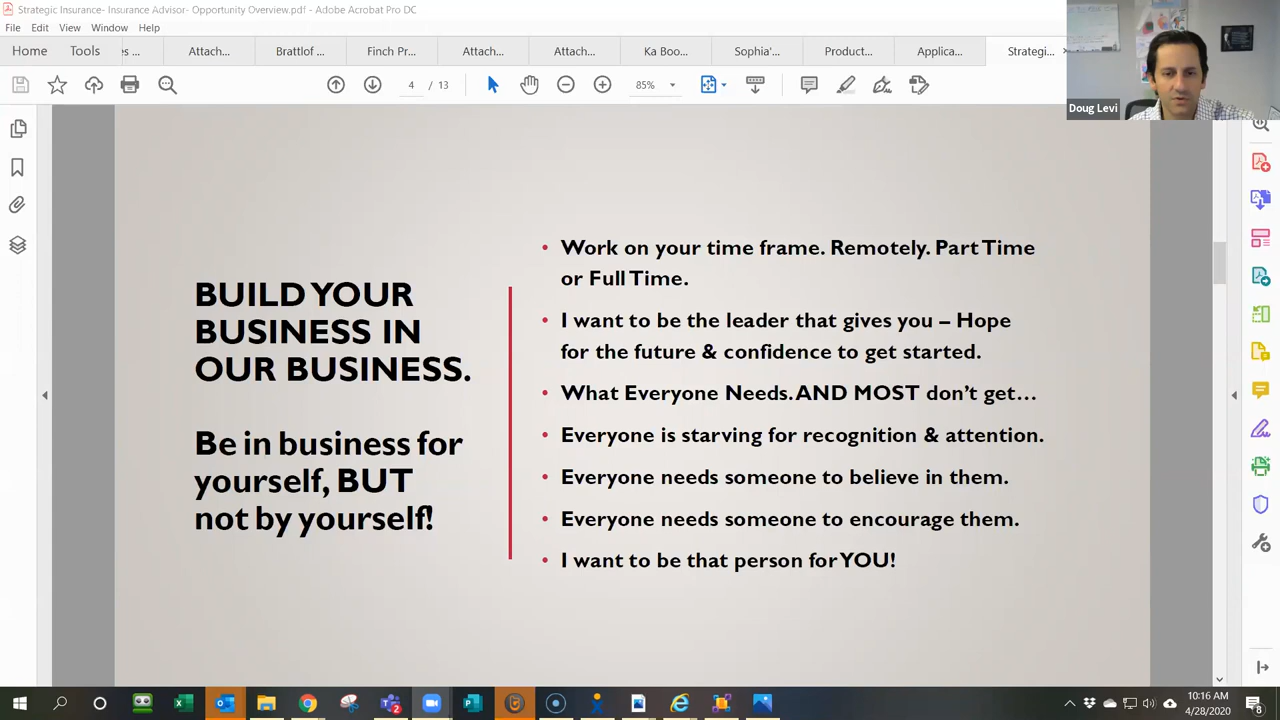 Strategic Insurance- Insurance Advisor- Opportunity Overview.pdf - Adobe Acrobat Pro DC
File Edit View Window Help
Home Tools es ... Attach... Brattlof ... Finch Pr... Attach... Attach... Ka Boo... Sophia'... Product... Applica... Strategi...
4 / 13 85%
Doug Levi
BUILD YOUR
BUSINESS IN
OUR BUSINESS.
Be in business for
yourself, BUT
not by yourself!
• Work on your time frame. Remotely. Part Time
or Full Time.
• I want to be the leader that gives you – Hope
for the future & confidence to get started.
• What Everyone Needs. AND MOST don't get…
• Everyone is starving for recognition & attention.
• Everyone needs someone to believe in them.
• Everyone needs someone to encourage them.
• I want to be that person for YOU!
10:16 AM
4/28/2020
8